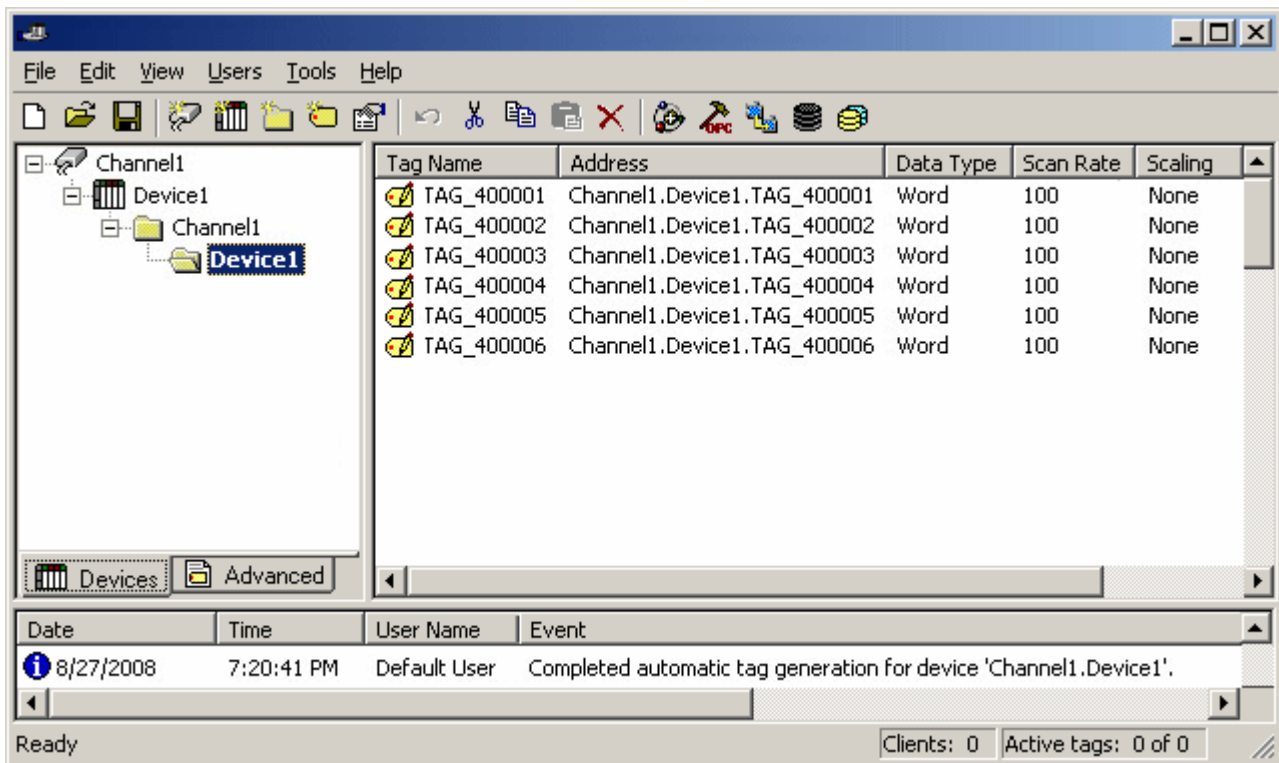 File Edit View Users Tools Help
OPC
Channel1
Device1
Channel1
Device1
Devices Advanced
Tag Name Address Data Type Scan Rate Scaling
TAG_400001 Channel1.Device1.TAG_400001 Word 100 None
TAG_400002 Channel1.Device1.TAG_400002 Word 100 None
TAG_400003 Channel1.Device1.TAG_400003 Word 100 None
TAG_400004 Channel1.Device1.TAG_400004 Word 100 None
TAG_400005 Channel1.Device1.TAG_400005 Word 100 None
TAG_400006 Channel1.Device1.TAG_400006 Word 100 None
Date Time User Name Event
8/27/2008 7:20:41 PM Default User Completed automatic tag generation for device 'Channel1.Device1'.
Ready Clients: 0 Active tags: 0 of 0